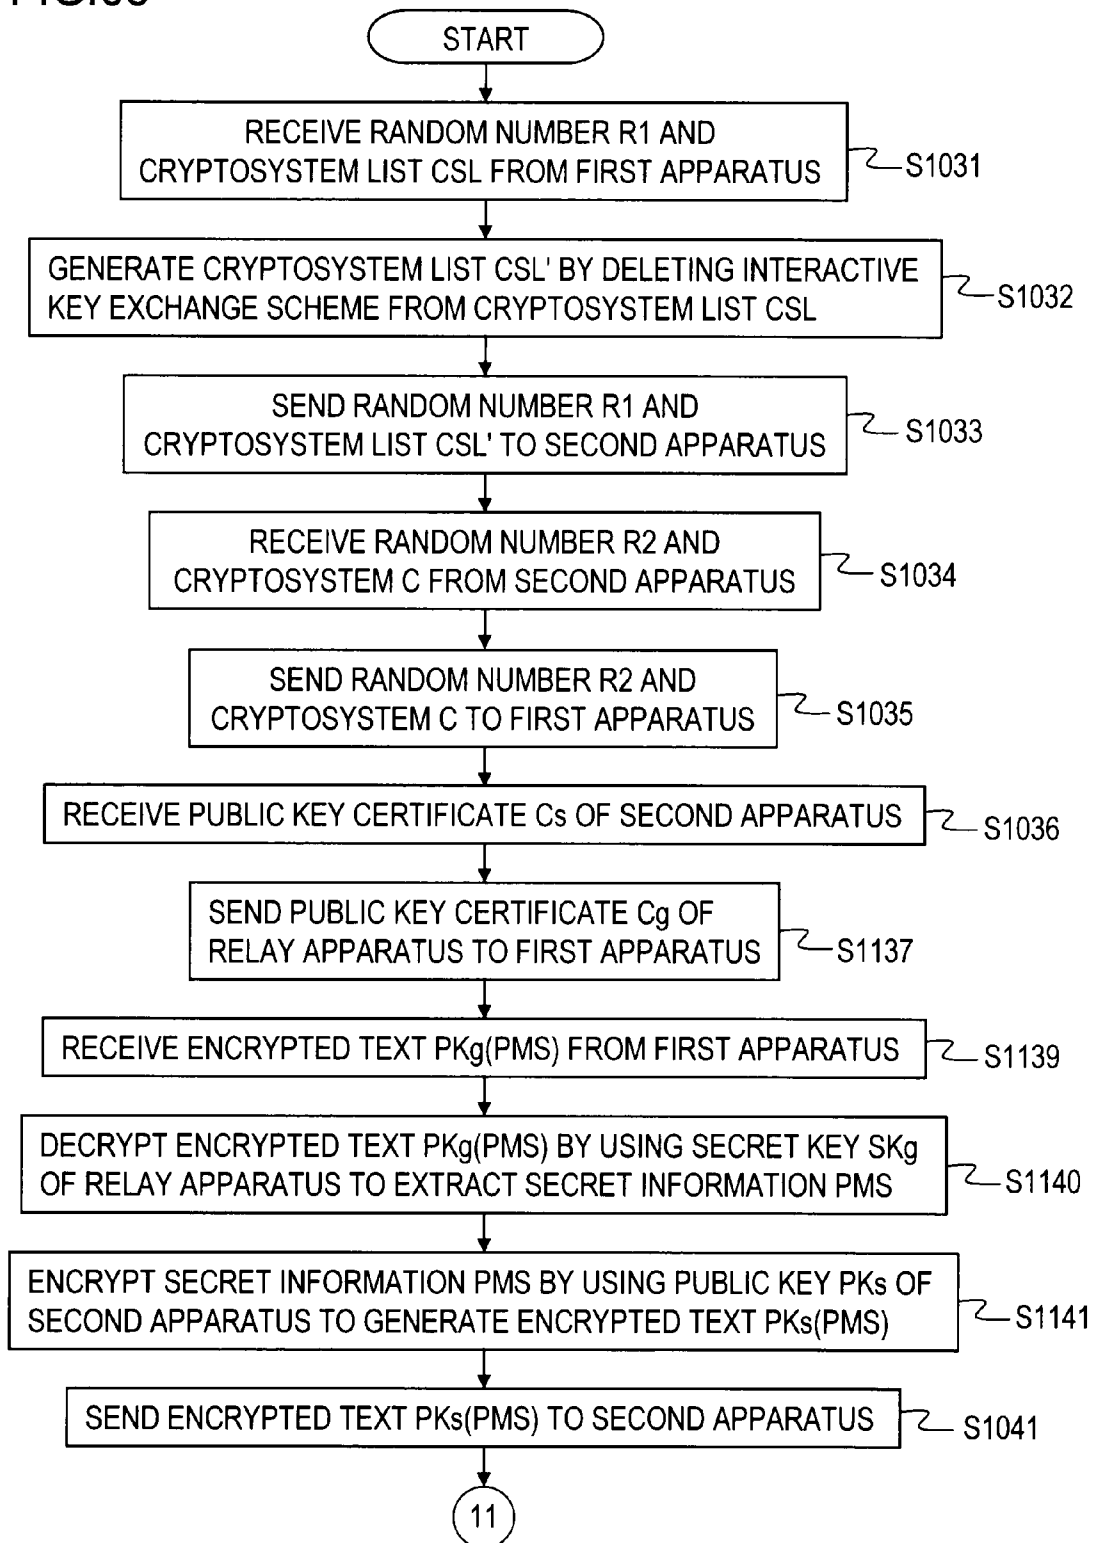 START
RECEIVE RANDOM NUMBER R1 AND
CRYPTOSYSTEM LIST CSL FROM FIRST APPARATUS
S1031
GENERATE CRYPTOSYSTEM LIST CSL' BY DELETING INTERACTIVE
KEY EXCHANGE SCHEME FROM CRYPTOSYSTEM LIST CSL
S1032
SEND RANDOM NUMBER R1 AND
CRYPTOSYSTEM LIST CSL' TO SECOND APPARATUS
S1033
RECEIVE RANDOM NUMBER R2 AND
CRYPTOSYSTEM C FROM SECOND APPARATUS
S1034
SEND RANDOM NUMBER R2 AND
CRYPTOSYSTEM C TO FIRST APPARATUS
S1035
RECEIVE PUBLIC KEY CERTIFICATE Cs OF SECOND APPARATUS
S1036
SEND PUBLIC KEY CERTIFICATE Cg OF
RELAY APPARATUS TO FIRST APPARATUS
S1137
RECEIVE ENCRYPTED TEXT PKg(PMS) FROM FIRST APPARATUS
S1139
DECRYPT ENCRYPTED TEXT PKg(PMS) BY USING SECRET KEY SKg
OF RELAY APPARATUS TO EXTRACT SECRET INFORMATION PMS
S1140
ENCRYPT SECRET INFORMATION PMS BY USING PUBLIC KEY PKs OF
SECOND APPARATUS TO GENERATE ENCRYPTED TEXT PKs(PMS)
S1141
SEND ENCRYPTED TEXT PKs(PMS) TO SECOND APPARATUS
S1041
11